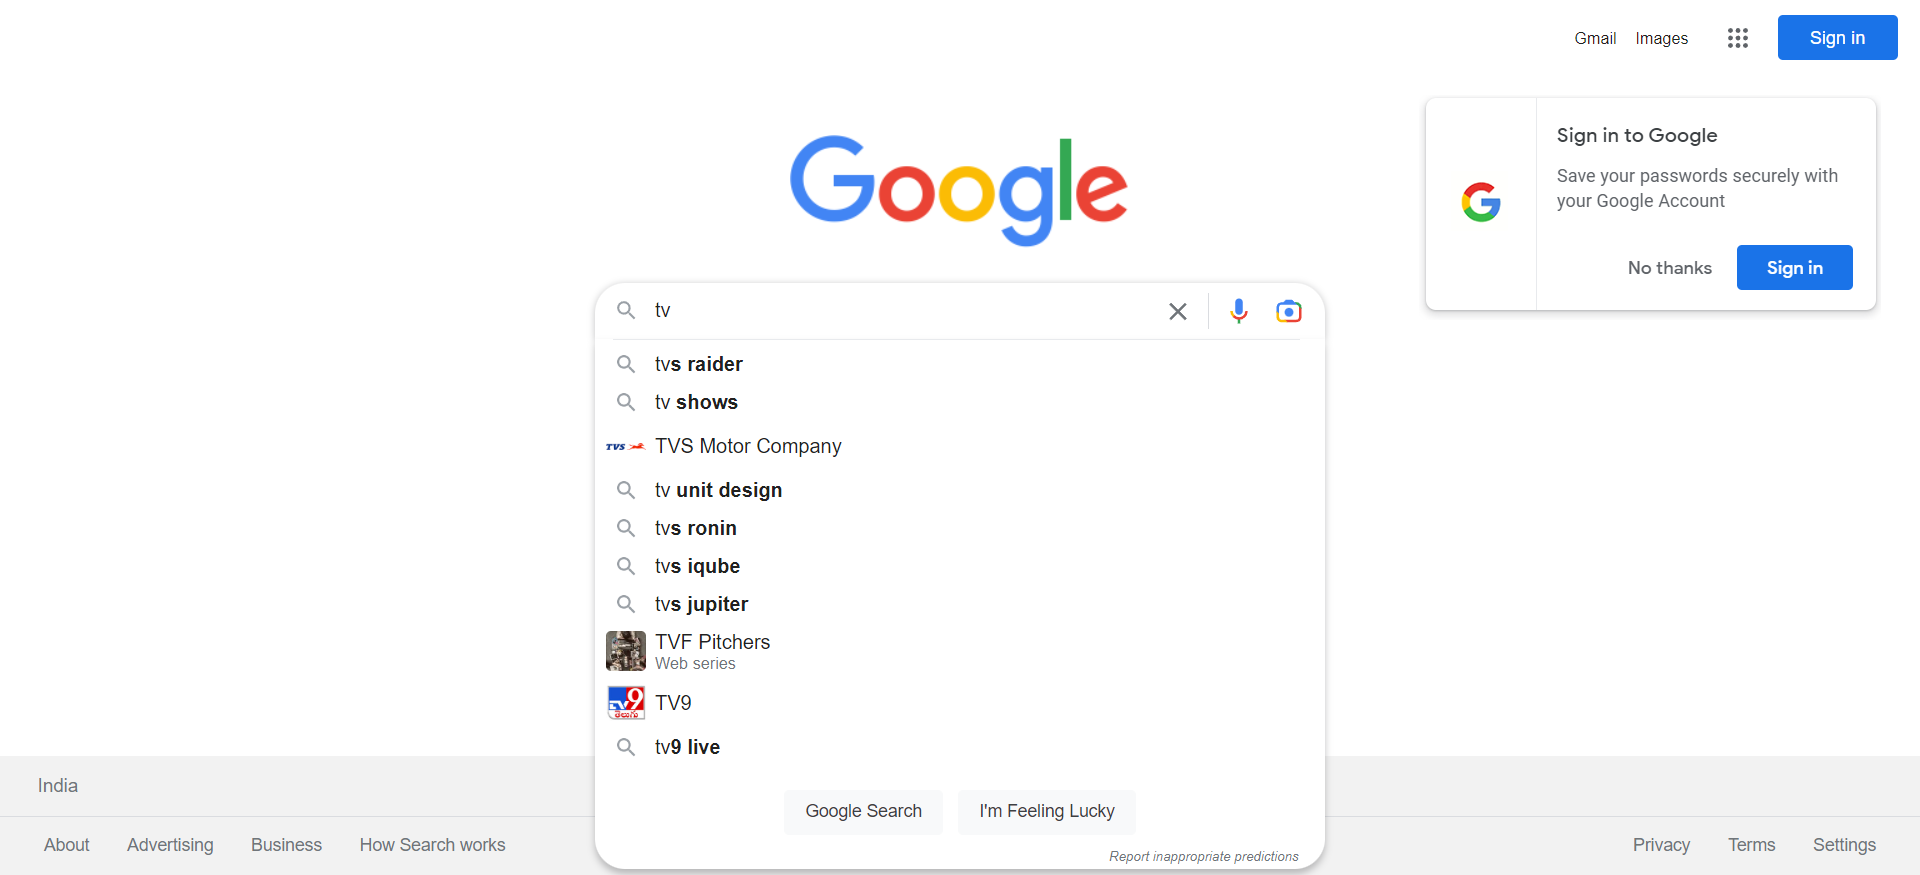 Gmail Images Sign in
Google
Sign in to Google
Save your passwords securely with
your Google Account
No thanks Sign in
tv
tvs raider
tv shows
TVS TVS Motor Company
tv unit design
tvs ronin
tvs iqube
tvs jupiter
TVF Pitchers
Web series
TV9 తెలుగు TV9
tv9 live
Google Search I'm Feeling Lucky
Report inappropriate predictions
India
About Advertising Business How Search works Privacy Terms Settings